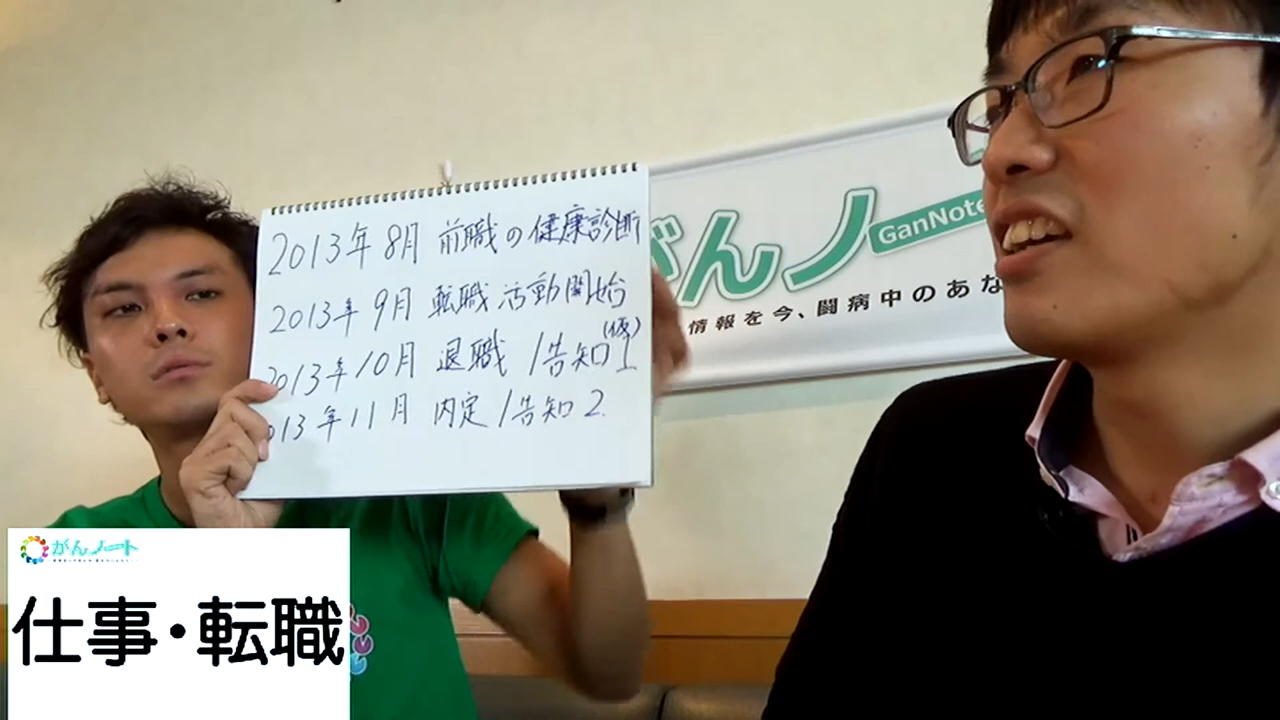 2013年 8月 前職の健康診断
2013年 9月 転職活動開始
2013年 10月 退職 /告知1
(仮)
013年 11月 内定 /告知2.
がんノー
GanNote
情報を今、闘病中のあな
がんノート
仕事・転職